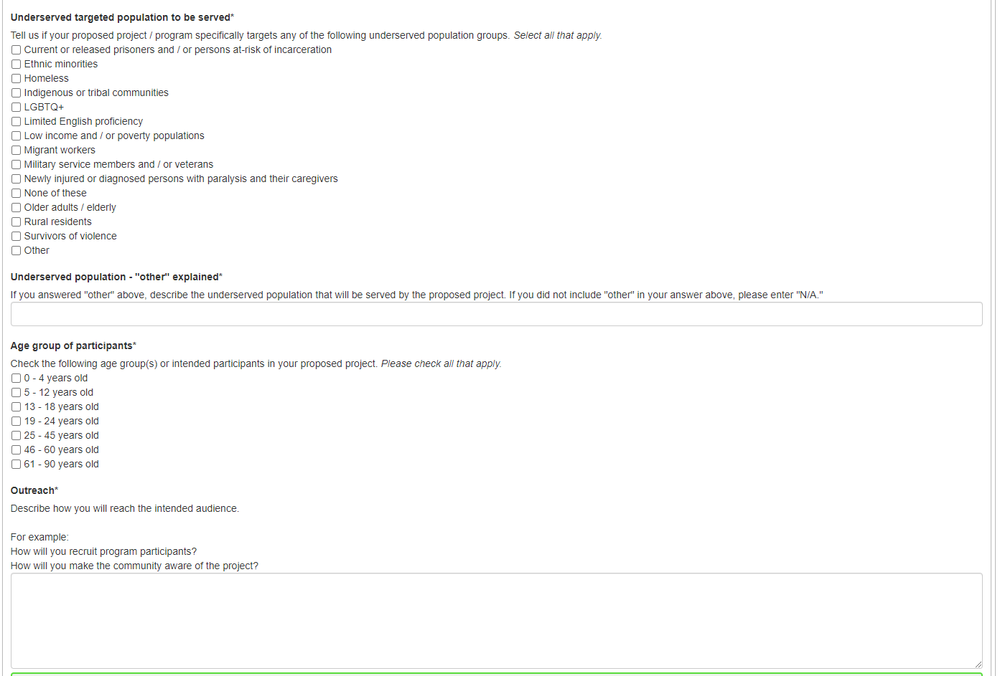 Underserved targeted population to be served*
Tell us if your proposed project / program specifically targets any of the following underserved population groups. Select all that apply.
Current or released prisoners and / or persons at-risk of incarceration
Ethnic minorities
Homeless
Indigenous or tribal communities
LGBTQ+
Limited English proficiency
Low income and / or poverty populations
Migrant workers
Military service members and / or veterans
Newly injured or diagnosed persons with paralysis and their caregivers
None of these
Older adults / elderly
Rural residents
Survivors of violence
Other
Underserved population - "other" explained*
If you answered "other" above, describe the underserved population that will be served by the proposed project. If you did not include "other" in your answer above, please enter "N/A."
Age group of participants*
Check the following age group(s) or intended participants in your proposed project. Please check all that apply.
0 - 4 years old
5 - 12 years old
13 - 18 years old
19 - 24 years old
25 - 45 years old
46 - 60 years old
61 - 90 years old
Outreach*
Describe how you will reach the intended audience.
For example:
How will you recruit program participants?
How will you make the community aware of the project?